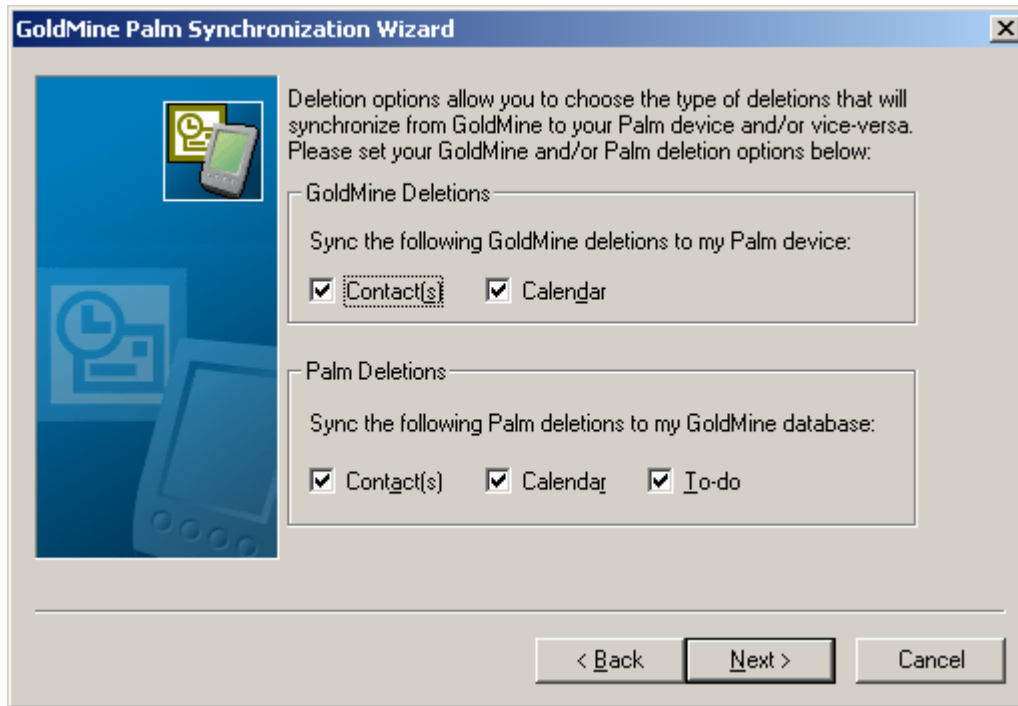 GoldMine Palm Synchronization Wizard
Deletion options allow you to choose the type of deletions that will
synchronize from GoldMine to your Palm device and/or vice-versa.
Please set your GoldMine and/or Palm deletion options below:
GoldMine Deletions
Sync the following GoldMine deletions to my Palm device:
Contact(s) Calendar
Palm Deletions
Sync the following Palm deletions to my GoldMine database:
Contact(s) Calendar To-do
< Back Next > Cancel